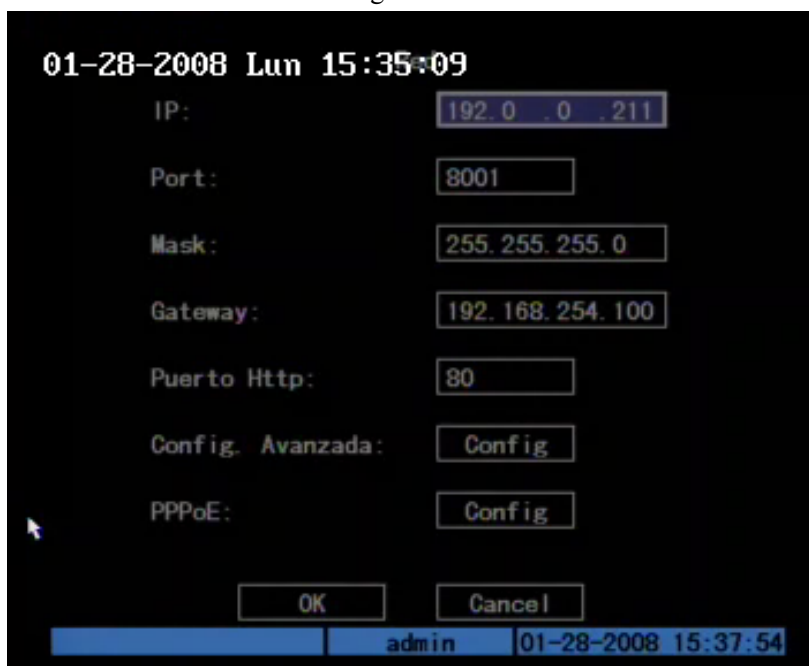 01-28-2008 Lun 15:35:09
Red
IP: 192.0 .0 .211
Port: 8001
Mask: 255.255.255.0
Gateway: 192.168.254.100
Puerto Http: 80
Config. Avanzada: Config
PPPoE: Config
OK Cancel
admin 01-28-2008 15:37:54